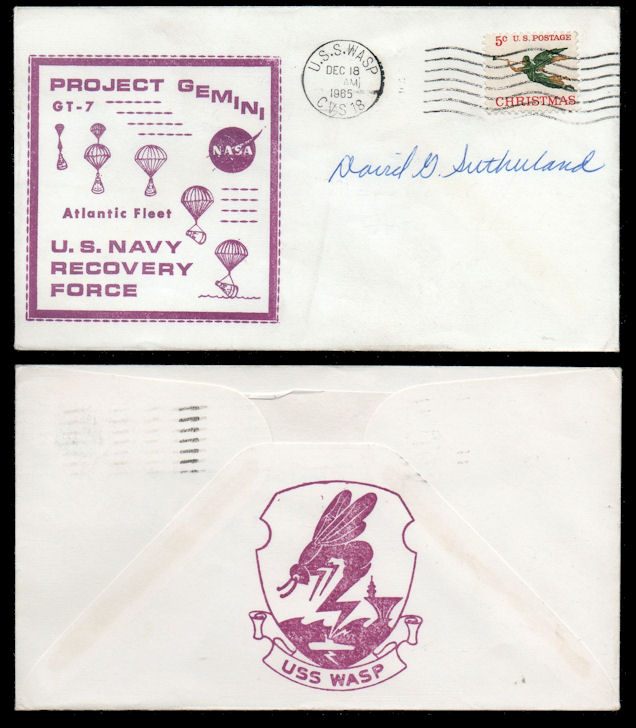 PROJECT GEMINI
GT-7
NASA
Atlantic Fleet
U. S. NAVY
RECOVERY
FORCE
U.S.S. WASP
DEC 18
AM
1965
CVS 18
5c U.S. POSTAGE
CHRISTMAS
David G. Sutherland
USS WASP